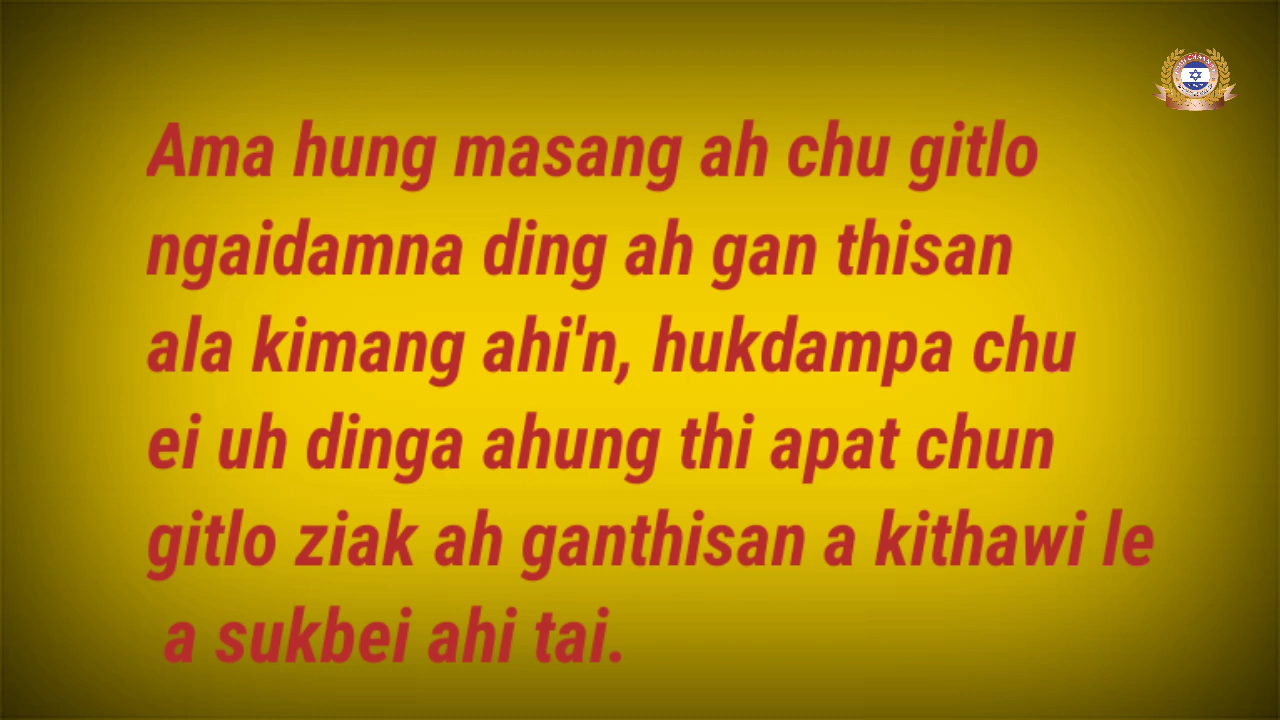 Ama hung masang ah chu gitlo
ngaidamna ding ah gan thisan
ala kimang ahi'n, hukdampa chu
ei uh dinga ahung thi apat chun
gitlo ziak ah ganthisan a kithawi le
a sukbei ahi tai.